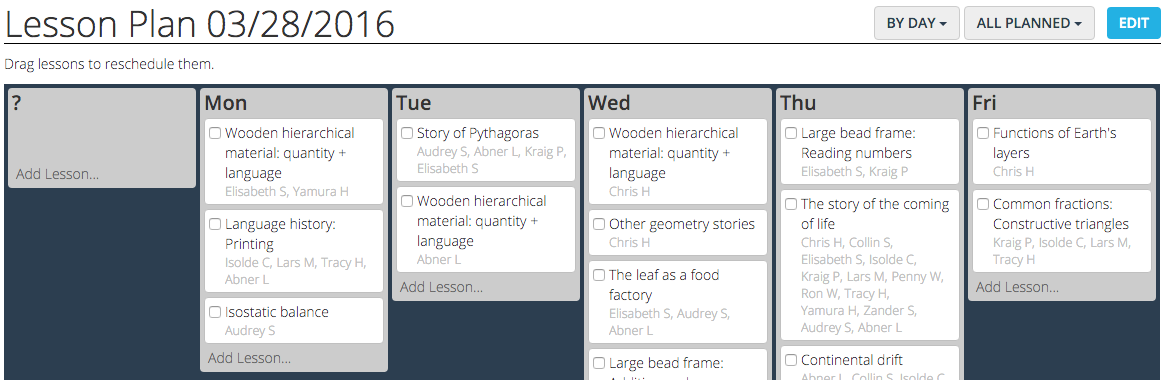 Lesson Plan 03/28/2016
BY DAY
ALL PLANNED
EDIT
Drag lessons to reschedule them.
?
Add Lesson...
Mon
Wooden hierarchical
material: quantity +
language
Elisabeth S, Yamura H
Language history:
Printing
Isolde C, Lars M, Tracy H,
Abner L
Isostatic balance
Audrey S
Add Lesson...
Tue
Story of Pythagoras
Audrey S, Abner L, Kraig P,
Elisabeth S
Wooden hierarchical
material: quantity +
language
Abner L
Add Lesson...
Wed
Wooden hierarchical
material: quantity +
language
Chris H
Other geometry stories
Chris H
The leaf as a food
factory
Elisabeth S, Audrey S,
Abner L
Large bead frame:
Thu
Large bead frame:
Reading numbers
Elisabeth S, Kraig P
The story of the coming
of life
Chris H, Collin S,
Elisabeth S, Isolde C,
Kraig P, Lars M, Penny W,
Ron W, Tracy H,
Yamura H, Zander S,
Audrey S, Abner L
Continental drift
Abner L, Collin S, Isolde C,
Fri
Functions of Earth's
layers
Chris H
Common fractions:
Constructive triangles
Kraig P, Isolde C, Lars M,
Tracy H
Add Lesson...